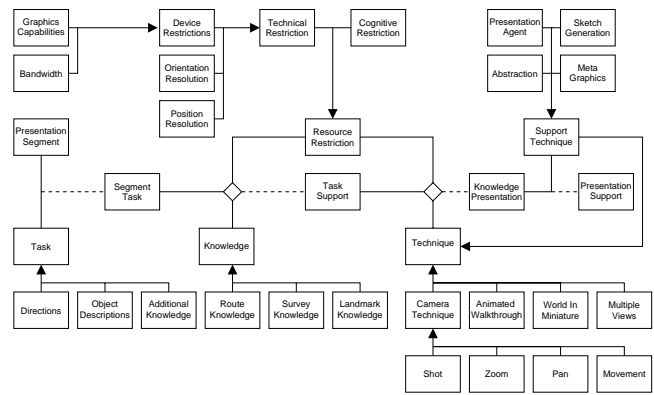 Graphics
Capabilities
Device
Restrictions
Technical
Restriction
Cognitive
Restriction
Presentation
Agent
Sketch
Generation
Bandwidth
Orientation
Resolution
Abstraction
Meta
Graphics
Position
Resolution
Presentation
Segment
Resource
Restriction
Support
Technique
Segment
Task
Task
Support
Knowledge
Presentation
Presentation
Support
Task
Knowledge
Technique
Directions
Object
Descriptions
Additional
Knowledge
Route
Knowledge
Survey
Knowledge
Landmark
Knowledge
Camera
Technique
Animated
Walkthrough
World In
Miniature
Multiple
Views
Shot
Zoom
Pan
Movement